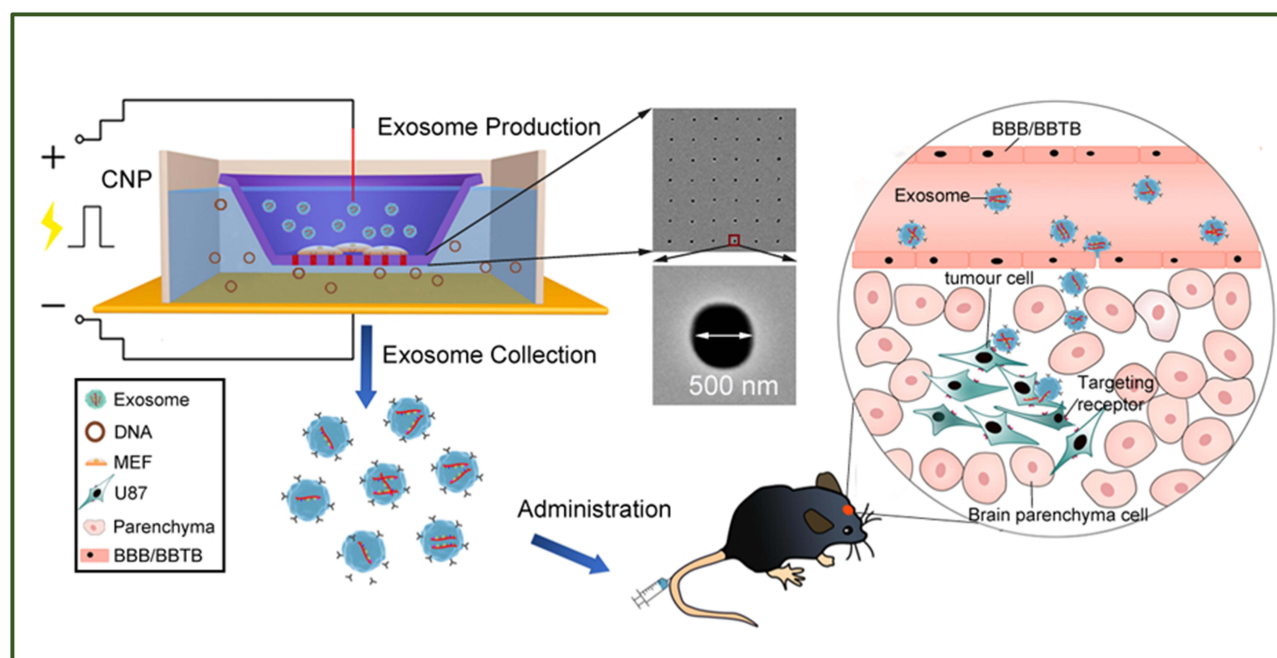 Exosome Production
+
CNP
−
Exosome Collection
500 nm
Exosome
DNA
MEF
U87
Parenchyma
BBB/BBTB
Administration
BBB/BBTB
Exosome
tumour cell
Targeting
receptor
Brain parenchyma cell